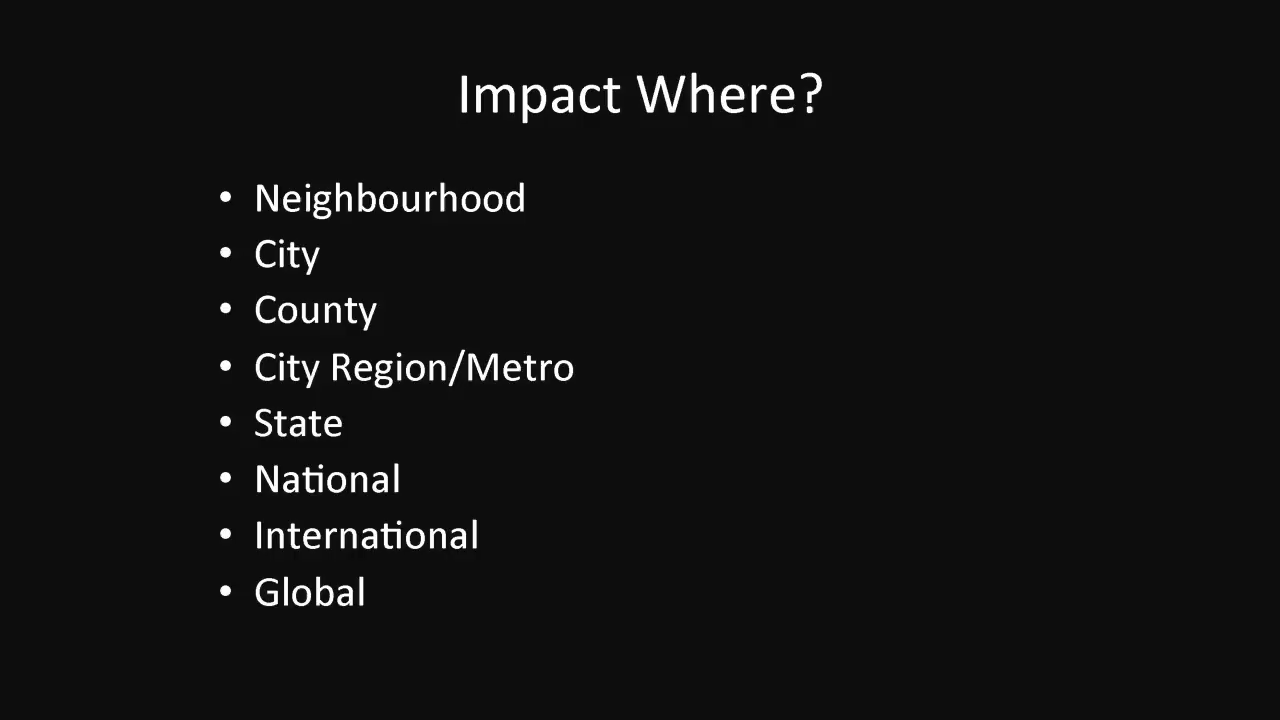 Impact Where?
• Neighbourhood
• City
• County
• City Region/Metro
• State
• National
• International
• Global